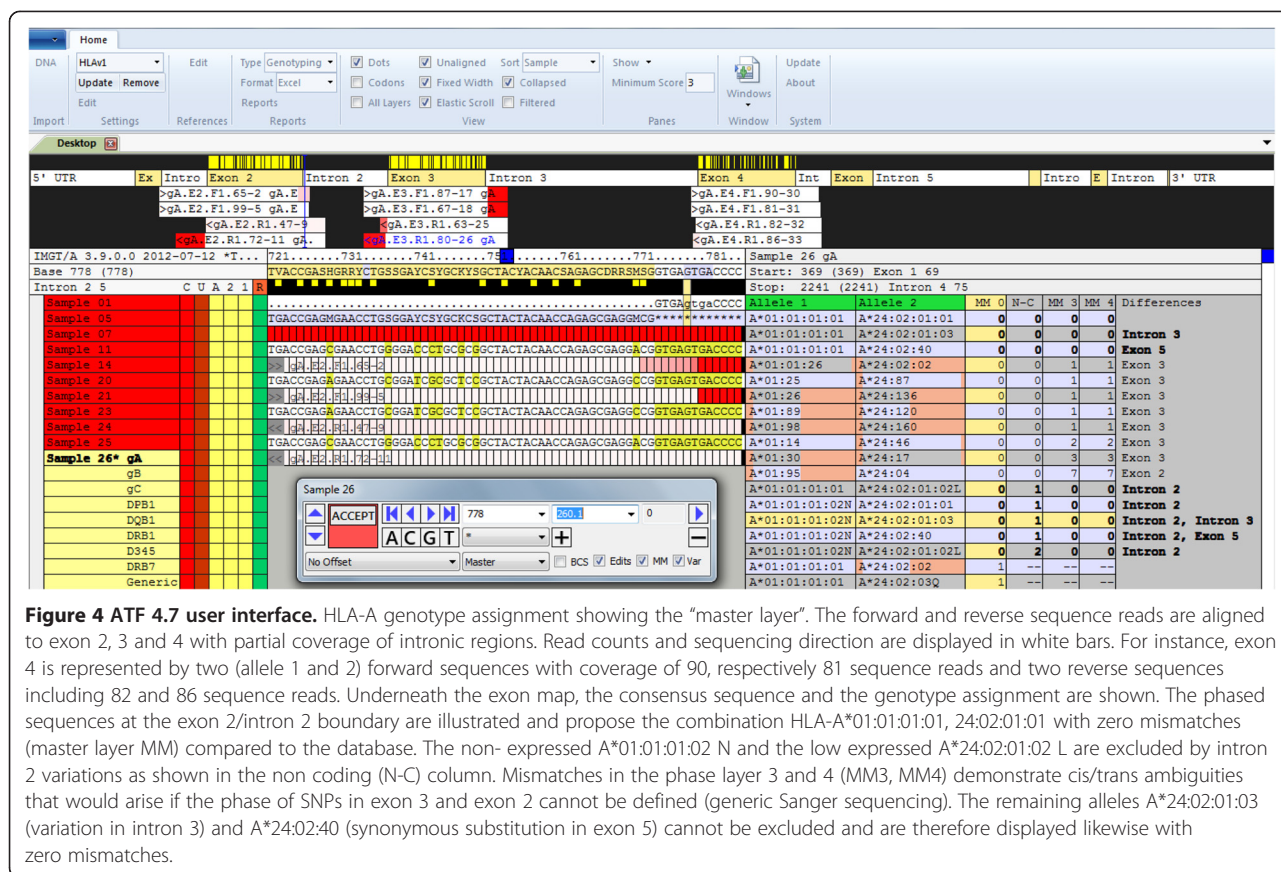 Home
DNA HLAv1 Edit Type Genotyping Dots Unaligned Sort Sample Show Update
Update Remove Format Excel Codons Fixed Width Collapsed Minimum Score 3 Windows About
Edit Reports All Layers Elastic Scroll Filtered
Import Settings References Reports View Panes Window System
Desktop
5' UTR Ex Intro Exon 2 Intron 2 Exon 3 Intron 3 Exon 4 Int Exon Intron 5 Intro E Intron 3' UTR
>gA.E2.F1.65-2 gA.E >gA.E3.F1.87-17 gA >gA.E4.F1.90-30
>gA.E2.F1.99-5 gA.E >gA.E3.F1.67-18 gA >gA.E4.F1.81-31
<gA.E2.R1.47-9 <gA.E3.R1.63-25 <gA.E4.R1.82-32
<gA.E2.R1.72-11 gA. <gA.E3.R1.80-26 gA <gA.E4.R1.86-33
IMGT/A 3.9.0.0 2012-07-12 *T... 721.......731.......741.......751.......761.......771.......781.. Sample 26 gA
Base 778 (778) TVACCGASHGRRYCTGSSGAYCSYGCKYSGCTACYACAACSAGAGCDRRSMSGGTGAGTGACCCC Start: 369 (369) Exon 1 69
Intron 2 5 C U A 2 1 R Stop: 2241 (2241) Intron 4 75
Sample 01 GTGAgtgaCCCC Allele 1 Allele 2 MM 0 N-C MM 3 MM 4 Differences
Sample 05 TGACCGAGMGAACCTGSGGAYCSYGCKCSGCTACTACAACCAGAGCGAGGMCG************ A*01:01:01:01 A*24:02:01:01 0 0 0 0
Sample 07 A*01:01:01:01 A*24:02:01:03 0 0 0 0 Intron 3
Sample 11 TGACCGAGCGAACCTGGGGACCCTGCGCGGCTACTACAACCAGAGCGAGGACGGTGAGTGACCCC A*01:01:01:01 A*24:02:40 0 0 0 0 Exon 5
Sample 14 >> gA.E2.F1.65-2 A*01:01:26 A*24:02:02 0 0 1 1 Exon 3
Sample 20 TGACCGAGAGAACCTGCGGATCGCGCTCCGCTACTACAACCAGAGCGAGGCCGGTGAGTGACCCC A*01:25 A*24:87 0 0 1 1 Exon 3
Sample 21 >> gA.E2.F1.99-5 A*01:26 A*24:136 0 0 1 1 Exon 3
Sample 23 TGACCGAGAGAACCTGCGGATCGCGCTCCGCTACTACAACCAGAGCGAGGCCGGTGAGTGACCCC A*01:89 A*24:120 0 0 1 1 Exon 3
Sample 24 << gA.E2.R1.47-9 A*01:98 A*24:160 0 0 1 1 Exon 3
Sample 25 TGACCGAGCGAACCTGGGGACCCTGCGCGGCTACTACAACCAGAGCGAGGACGGTGAGTGACCCC A*01:14 A*24:46 0 0 2 2 Exon 3
Sample 26* gA << gA.E2.R1.72-11 A*01:30 A*24:17 0 0 3 3 Exon 3
gB A*01:95 A*24:04 0 0 7 7 Exon 2
gC Sample 26 A*01:01:01:01 A*24:02:01:02L 0 1 0 0 Intron 2
DPB1 ACCEPT 778 260.1 0 A*01:01:01:02N A*24:02:01:01 0 1 0 0 Intron 2
DQB1 A*01:01:01:02N A*24:02:01:03 0 1 0 0 Intron 2, Intron 3
DRB1 A C G T * + − A*01:01:01:02N A*24:02:40 0 1 0 0 Intron 2, Exon 5
D345 No Offset Master BCS Edits MM Var A*01:01:01:02N A*24:02:01:02L 0 2 0 0 Intron 2
DRB7 A*01:01:01:01 A*24:02:02 1 -- -- --
Generic A*01:01:01:01 A*24:02:03Q 1 -- -- --
Figure 4 ATF 4.7 user interface. HLA-A genotype assignment showing the "master layer". The forward and reverse sequence reads are aligned
to exon 2, 3 and 4 with partial coverage of intronic regions. Read counts and sequencing direction are displayed in white bars. For instance, exon
4 is represented by two (allele 1 and 2) forward sequences with coverage of 90, respectively 81 sequence reads and two reverse sequences
including 82 and 86 sequence reads. Underneath the exon map, the consensus sequence and the genotype assignment are shown. The phased
sequences at the exon 2/intron 2 boundary are illustrated and propose the combination HLA-A*01:01:01:01, 24:02:01:01 with zero mismatches
(master layer MM) compared to the database. The non- expressed A*01:01:01:02 N and the low expressed A*24:02:01:02 L are excluded by intron
2 variations as shown in the non coding (N-C) column. Mismatches in the phase layer 3 and 4 (MM3, MM4) demonstrate cis/trans ambiguities
that would arise if the phase of SNPs in exon 3 and exon 2 cannot be defined (generic Sanger sequencing). The remaining alleles A*24:02:01:03
(variation in intron 3) and A*24:02:40 (synonymous substitution in exon 5) cannot be excluded and are therefore displayed likewise with
zero mismatches.